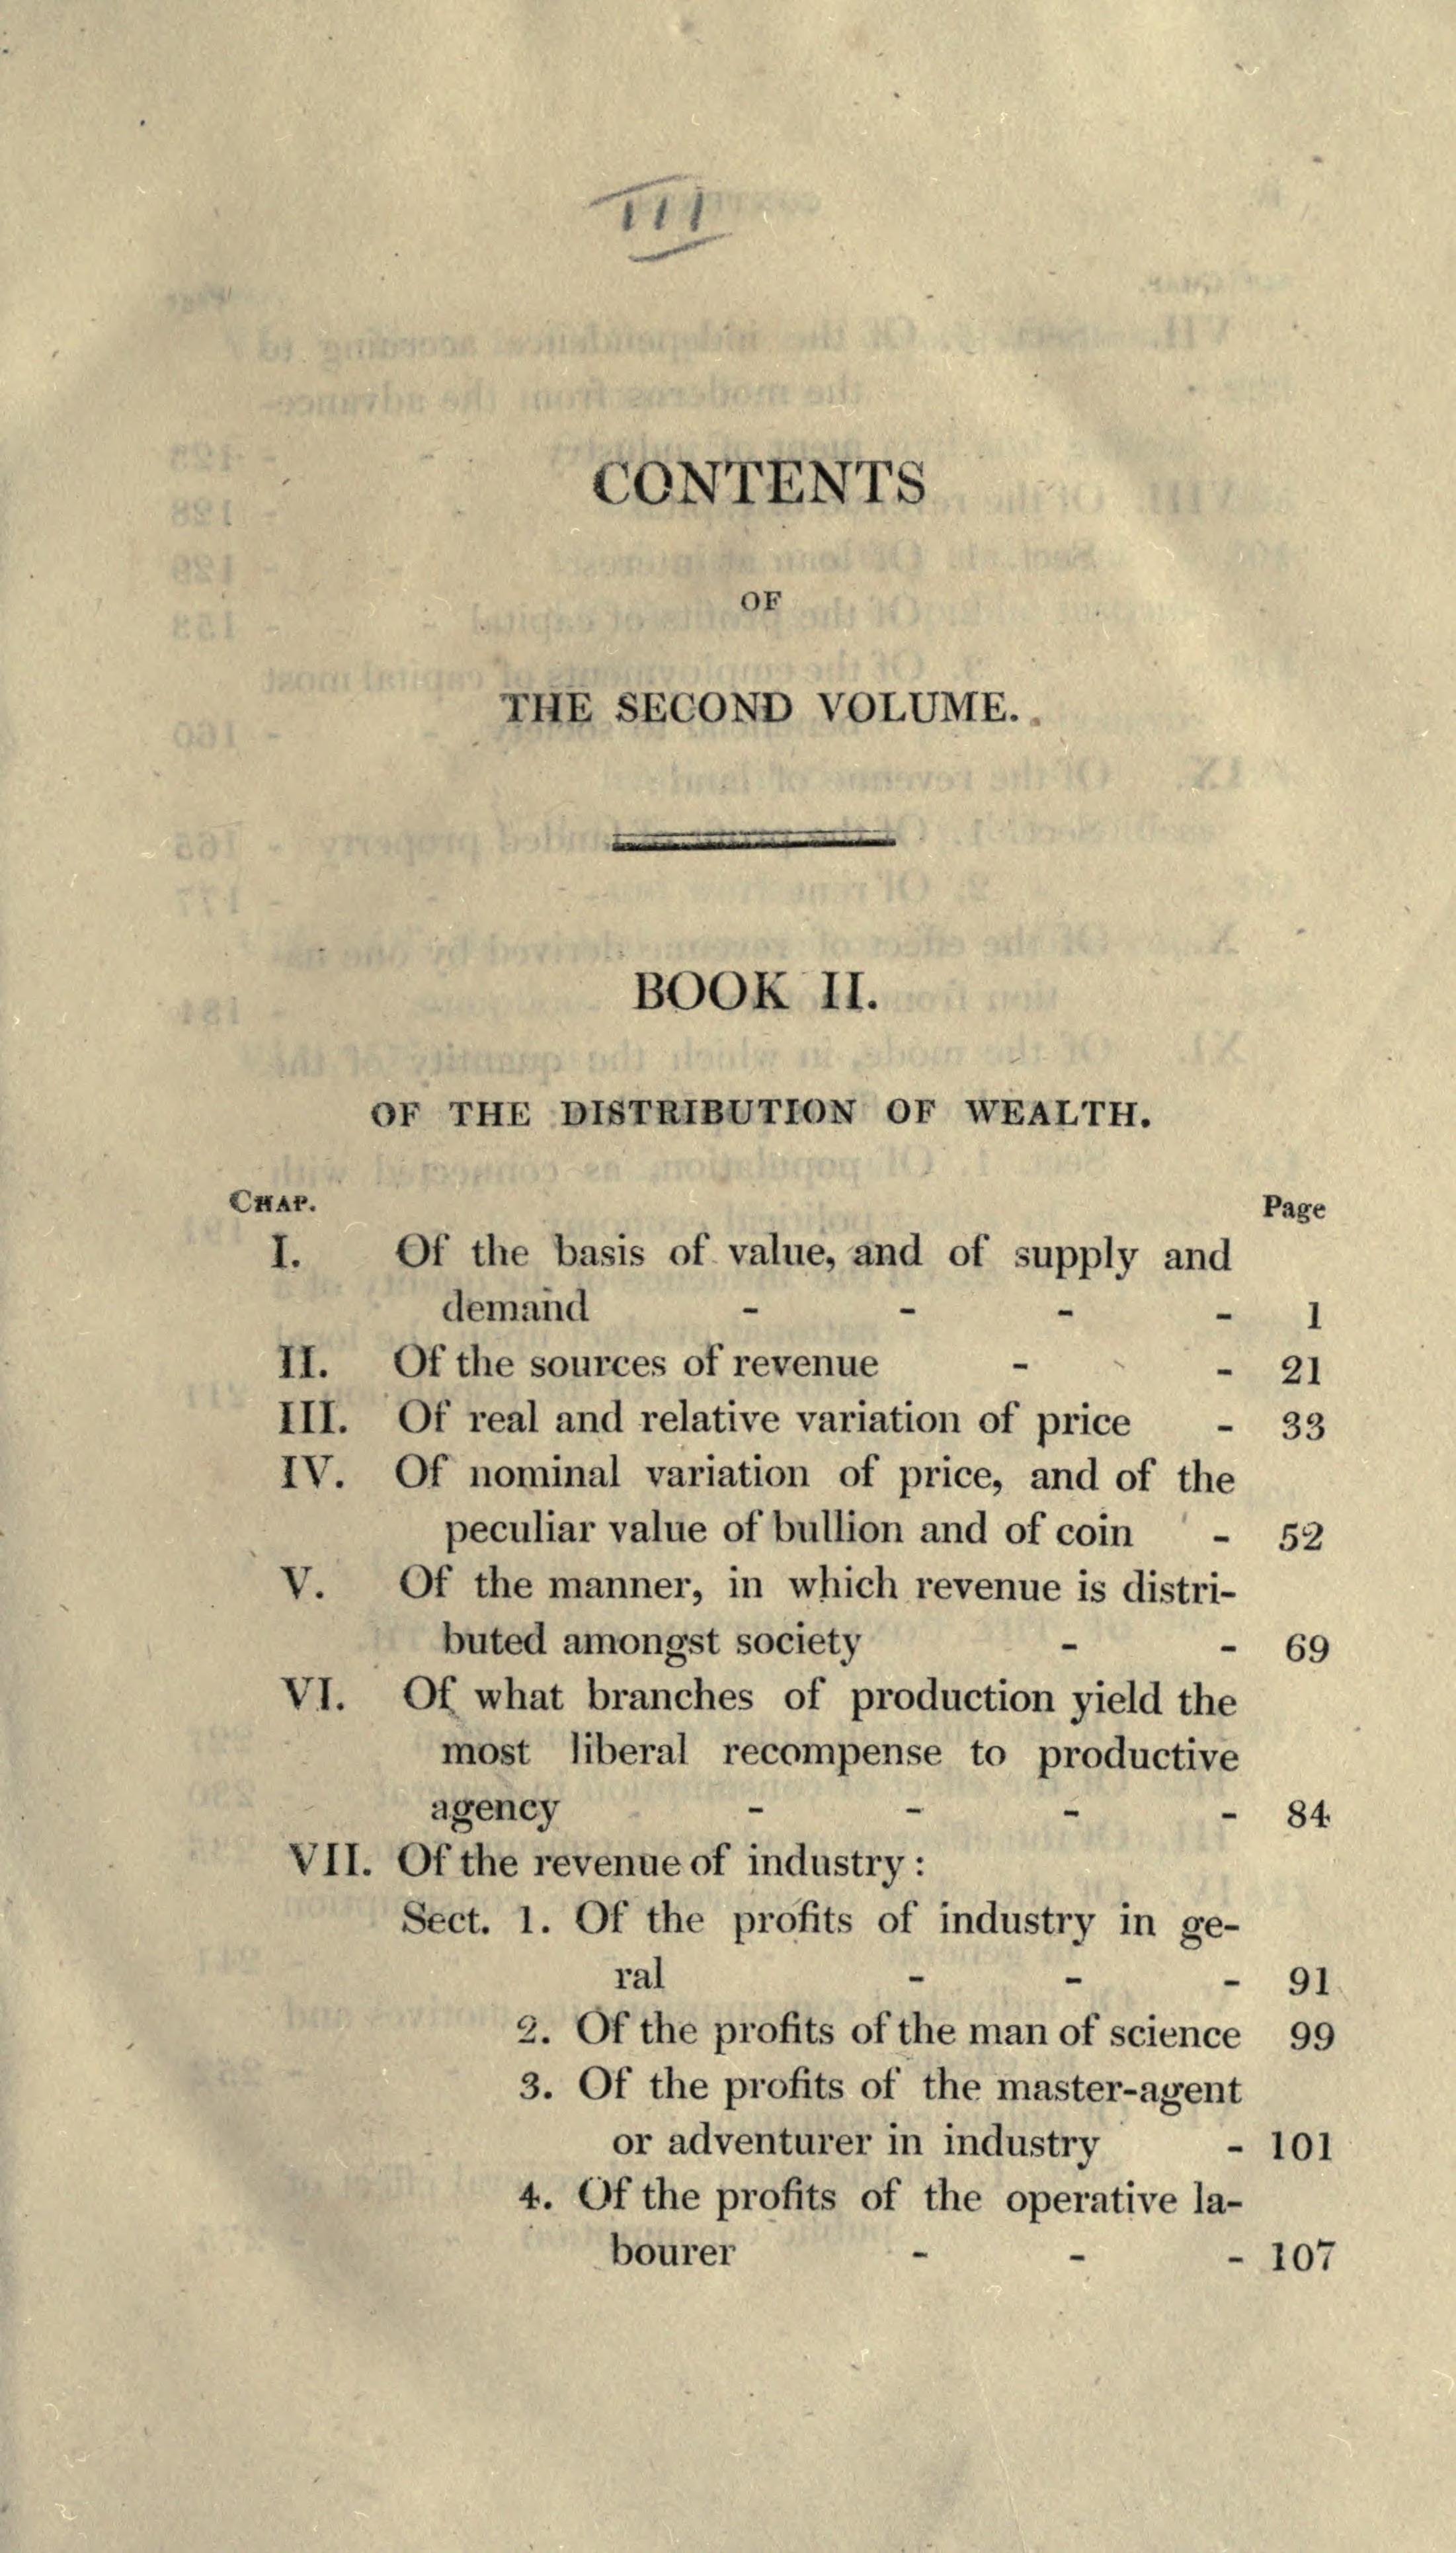 III
CONTENTS
OF
THE SECOND VOLUME.
BOOK II.
OF THE DISTRIBUTION OF WEALTH.
CHAP. Page
I. Of the basis of value, and of supply and
demand - - - - 1
II. Of the sources of revenue - - 21
III. Of real and relative variation of price - 33
IV. Of nominal variation of price, and of the
peculiar value of bullion and of coin - 52
V. Of the manner, in which revenue is distri-
buted amongst society - - 69
VI. Of what branches of production yield the
most liberal recompense to productive
agency - - - - 84
VII. Of the revenue of industry :
Sect. 1. Of the profits of industry in ge-
ral - - - 91
2. Of the profits of the man of science 99
3. Of the profits of the master-agent
or adventurer in industry - 101
4. Of the profits of the operative la-
bourer - - - 107